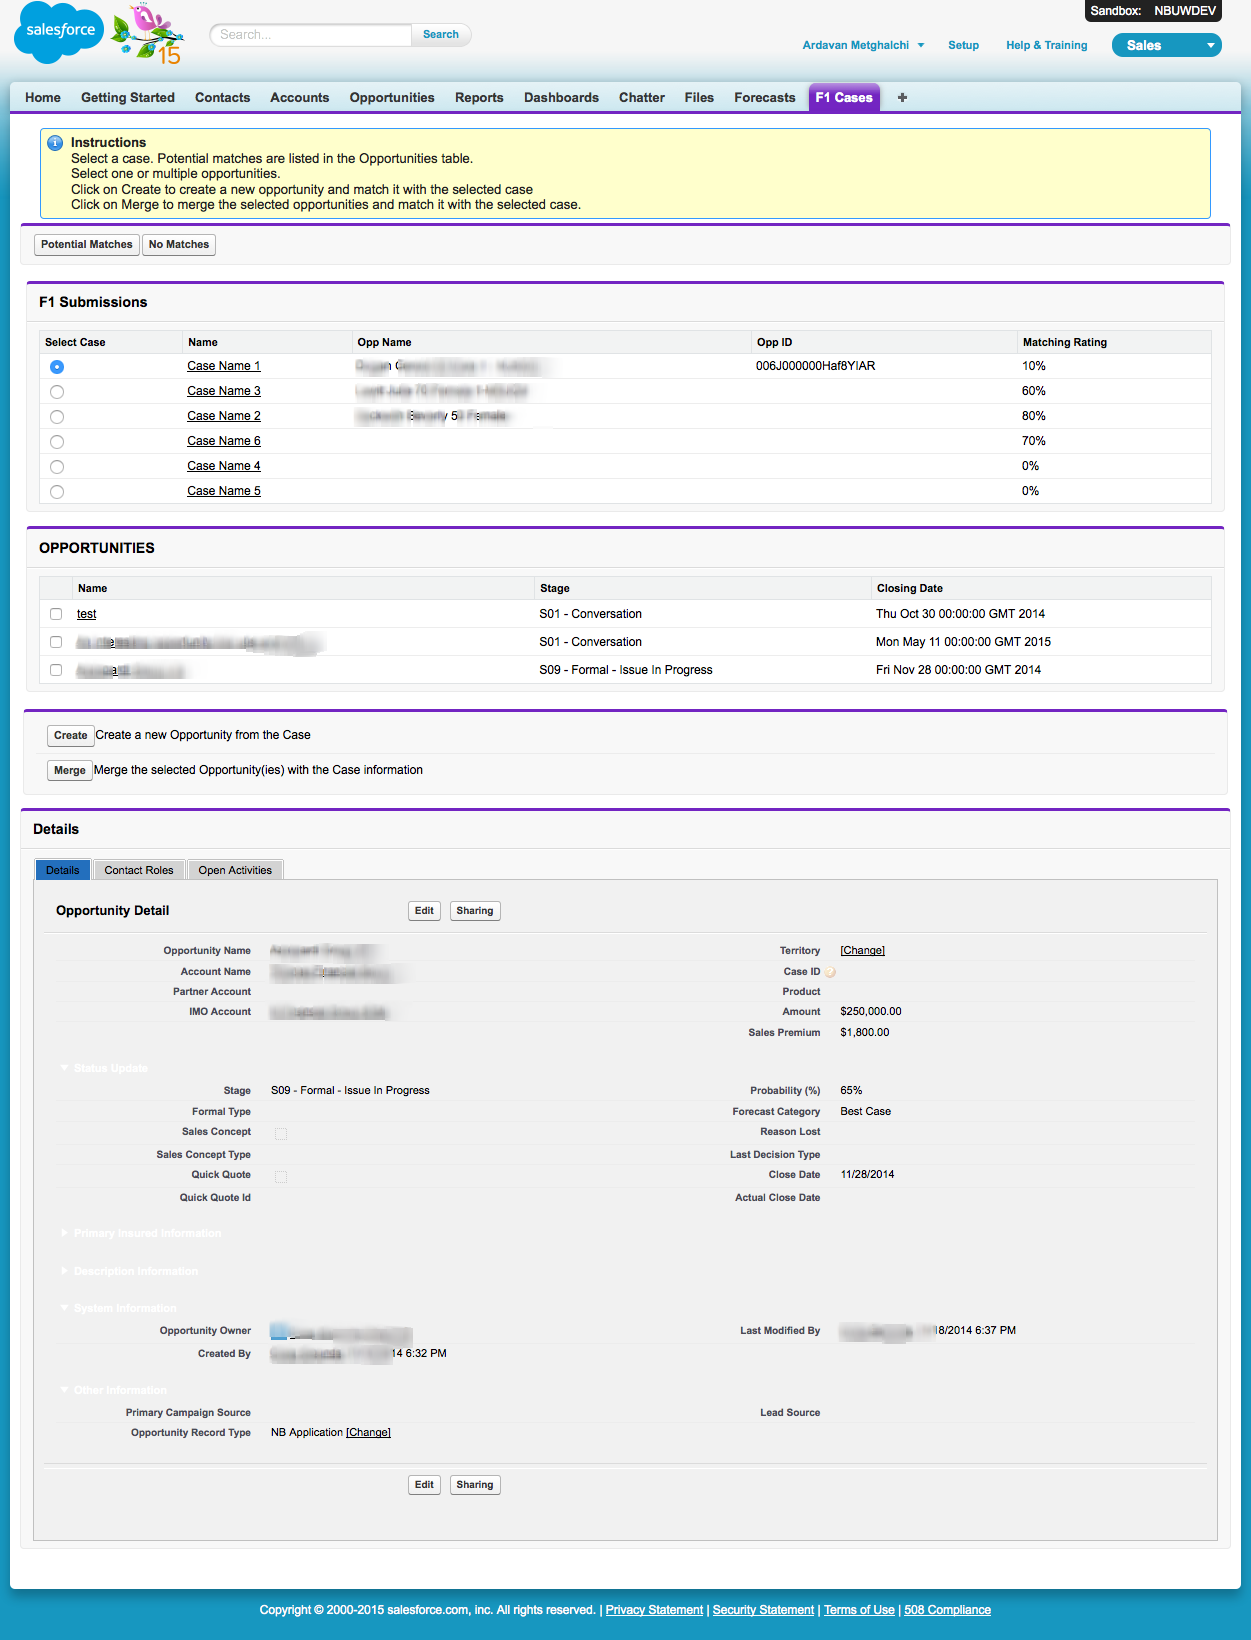 Sandbox: NBUWDEV
salesforce
15
Search...
Search
Ardavan Metghalchi
Setup
Help & Training
Sales
Home Getting Started Contacts Accounts Opportunities Reports Dashboards Chatter Files Forecasts F1 Cases +
Instructions
Select a case. Potential matches are listed in the Opportunities table.
Select one or multiple opportunities.
Click on Create to create a new opportunity and match it with the selected case
Click on Merge to merge the selected opportunities and match it with the selected case.
Potential Matches No Matches
F1 Submissions
Select Case Name Opp Name Opp ID Matching Rating
Case Name 1 006J000000Haf8YIAR 10%
Case Name 3 60%
Case Name 2 80%
Case Name 6 70%
Case Name 4 0%
Case Name 5 0%
OPPORTUNITIES
Name Stage Closing Date
test S01 - Conversation Thu Oct 30 00:00:00 GMT 2014
S01 - Conversation Mon May 11 00:00:00 GMT 2015
S09 - Formal - Issue In Progress Fri Nov 28 00:00:00 GMT 2014
Create Create a new Opportunity from the Case
Merge Merge the selected Opportunity(ies) with the Case information
Details
Details Contact Roles Open Activities
Opportunity Detail Edit Sharing
Opportunity Name Territory [Change]
Account Name Case ID
Partner Account Product
IMO Account Amount $250,000.00
Sales Premium $1,800.00
Status Update
Stage S09 - Formal - Issue In Progress Probability (%) 65%
Formal Type Forecast Category Best Case
Sales Concept Reason Lost
Sales Concept Type Last Decision Type
Quick Quote Close Date 11/28/2014
Quick Quote Id Actual Close Date
Primary Insured Information
Description Information
System Information
Opportunity Owner Last Modified By 8/2014 6:37 PM
Created By 14 6:32 PM
Other Information
Primary Campaign Source Lead Source
Opportunity Record Type NB Application [Change]
Edit Sharing
Copyright © 2000-2015 salesforce.com, inc. All rights reserved. | Privacy Statement | Security Statement | Terms of Use | 508 Compliance